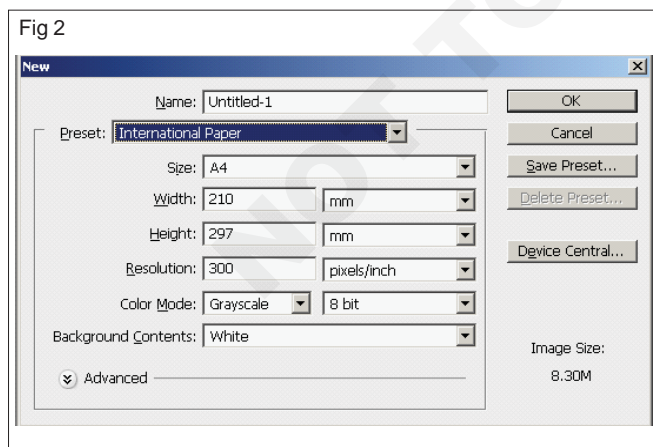 Fig 2
New
Name: Untitled-1
OK
Preset: International Paper
Cancel
Size: A4
Save Preset...
Width: 210 mm
Delete Preset...
Height: 297 mm
Device Central...
Resolution: 300 pixels/inch
Color Mode: Grayscale 8 bit
Background Contents: White
Image Size:
Advanced
8.30M
NOT TO